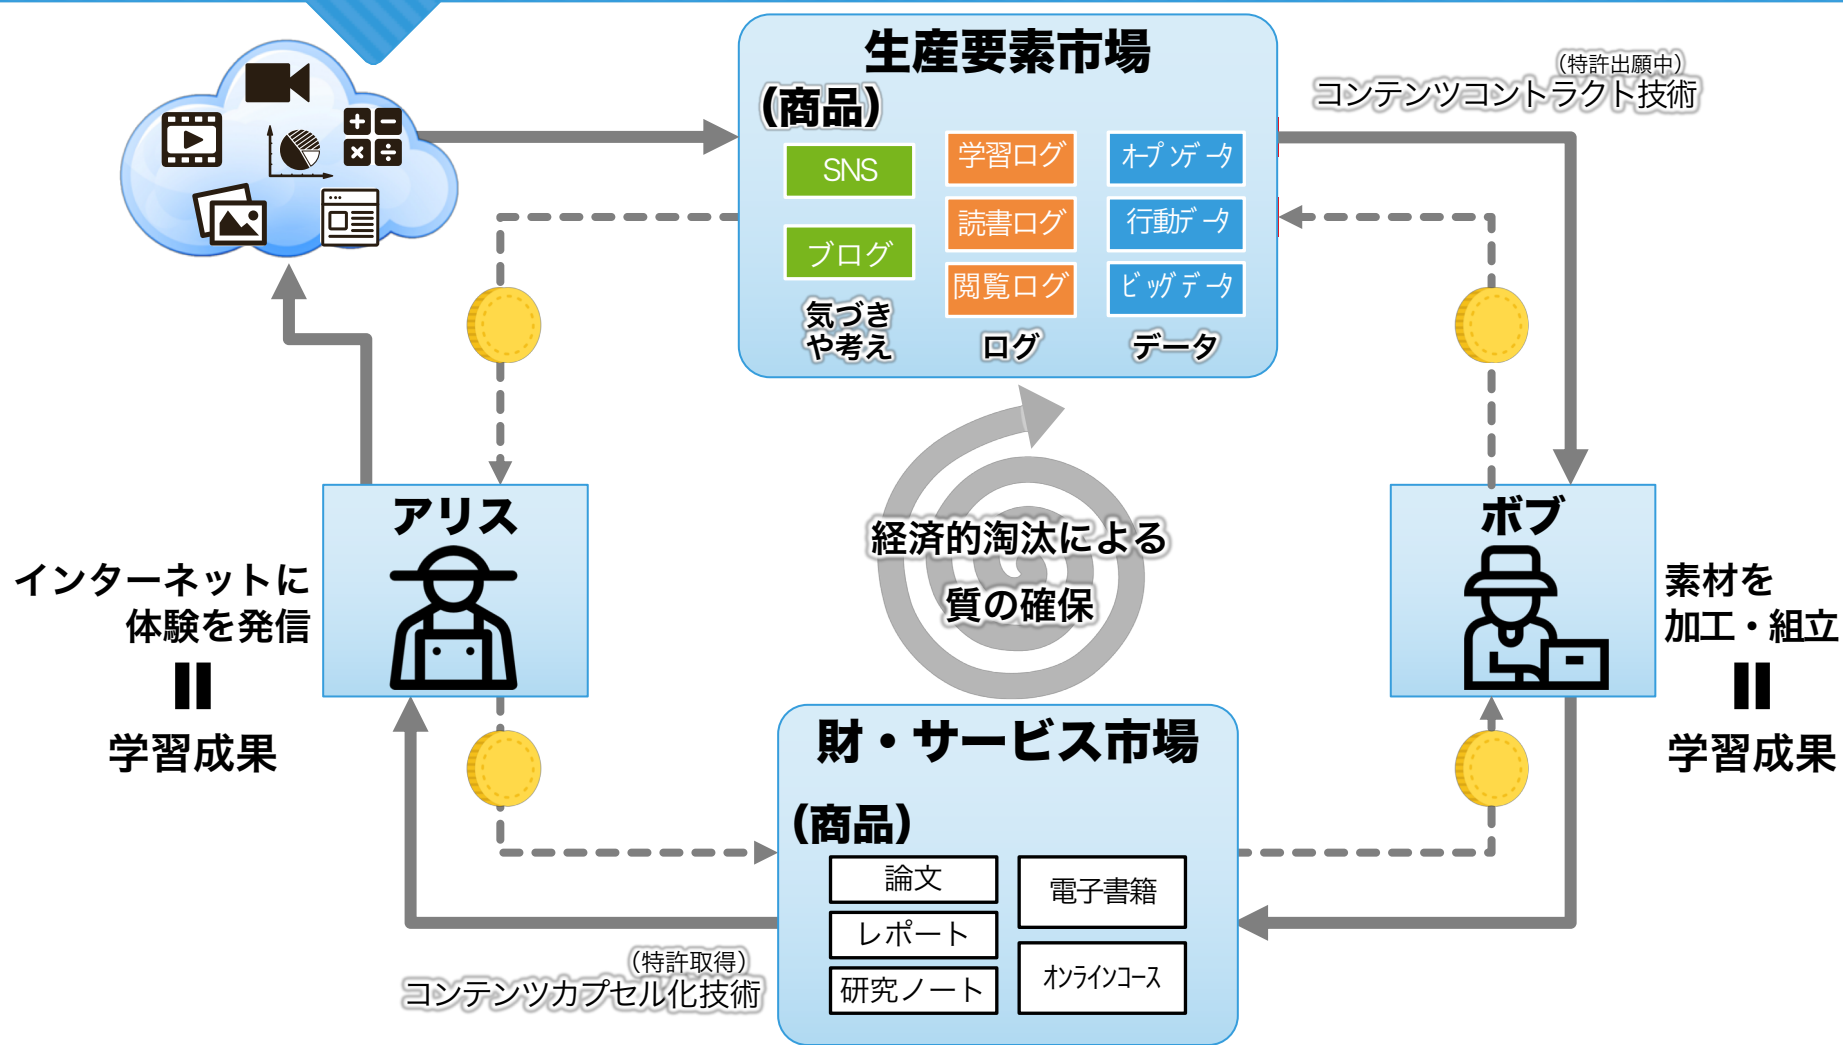 生産要素市場
(商品)
SNS
ブログ
気づき
や考え
学習ログ
読書ログ
閲覧ログ
ログ
オープンデータ
行動データ
ビッグデータ
データ
(特許出願中)
コンテンツコントラクト技術
アリス
インターネットに
体験を発信
学習成果
経済的淘汰による
質の確保
ボブ
素材を
加工・組立
学習成果
財・サービス市場
(商品)
論文
レポート
研究ノート
電子書籍
オンラインコース
(特許取得)
コンテンツカプセル化技術